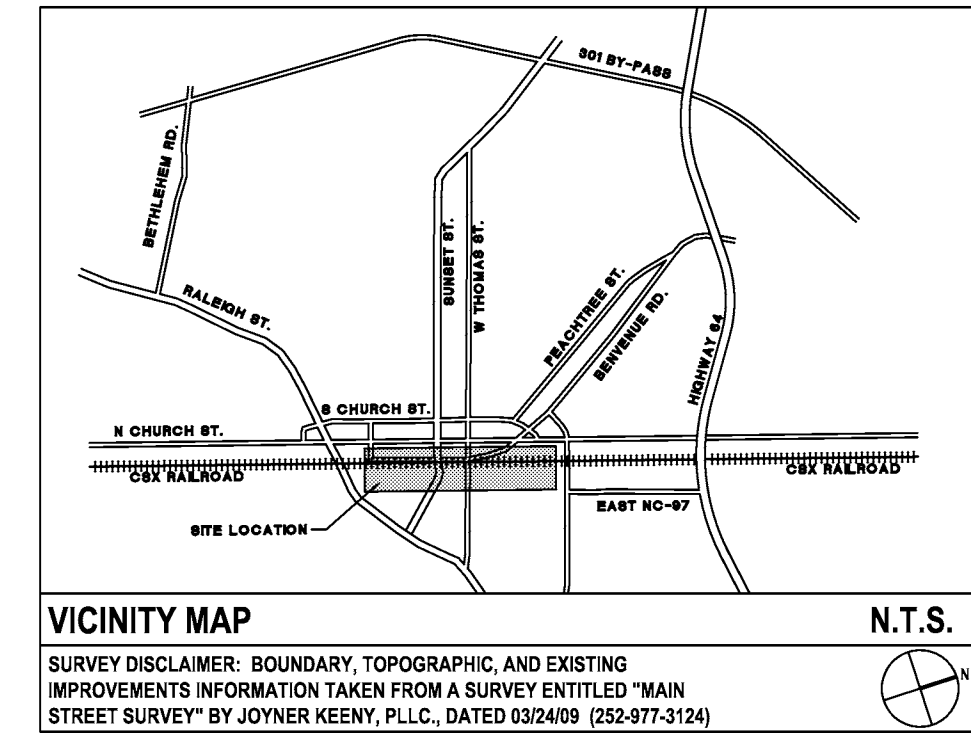 301 BY-PASS
BETHLEHEM RD.
SUNSET ST.
W THOMAS ST.
RALEIGH ST.
PEACHTREE ST.
BENVENUE RD.
HIGHWAY 64
S CHURCH ST.
N CHURCH ST.
CSX RAILROAD
CSX RAILROAD
EAST NC-97
SITE LOCATION
VICINITY MAP
N.T.S.
SURVEY DISCLAIMER: BOUNDARY, TOPOGRAPHIC, AND EXISTING
IMPROVEMENTS INFORMATION TAKEN FROM A SURVEY ENTITLED "MAIN
STREET SURVEY" BY JOYNER KEENY, PLLC., DATED 03/24/09 (252-977-3124)
N